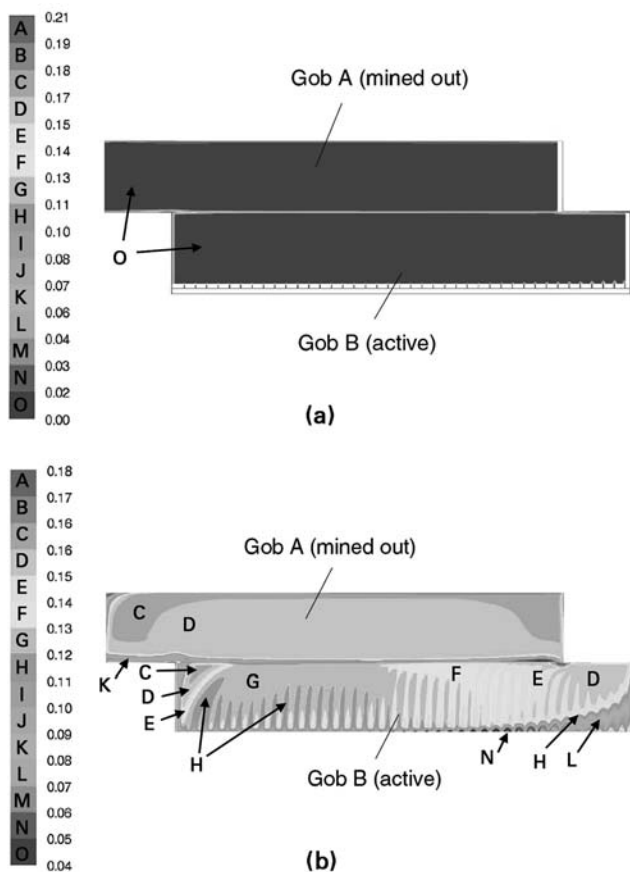 0.21
A
0.19
B
0.18
C
0.17
D
0.15
E
0.14
F
0.13
G
0.11
H
0.10
I
0.08
J
0.07
K
0.06
L
0.04
M
0.03
N
0.02
O
0.00
Gob A (mined out)
O
Gob B (active)
(a)
0.18
A
0.17
B
0.16
C
0.15
D
0.15
E
0.14
F
0.13
G
0.12
H
0.11
I
0.10
J
0.09
K
0.08
L
0.07
M
0.06
N
0.05
O
0.04
Gob A (mined out)
C
D
K
C
D
E
G
F
E
D
H
N
H
L
Gob B (active)
(b)